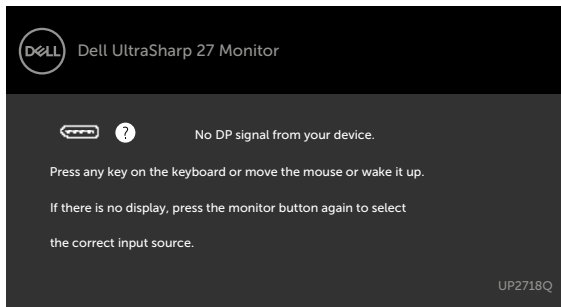 DELL
Dell UltraSharp 27 Monitor
? No DP signal from your device.
Press any key on the keyboard or move the mouse or wake it up.
If there is no display, press the monitor button again to select
the correct input source.
UP2718Q